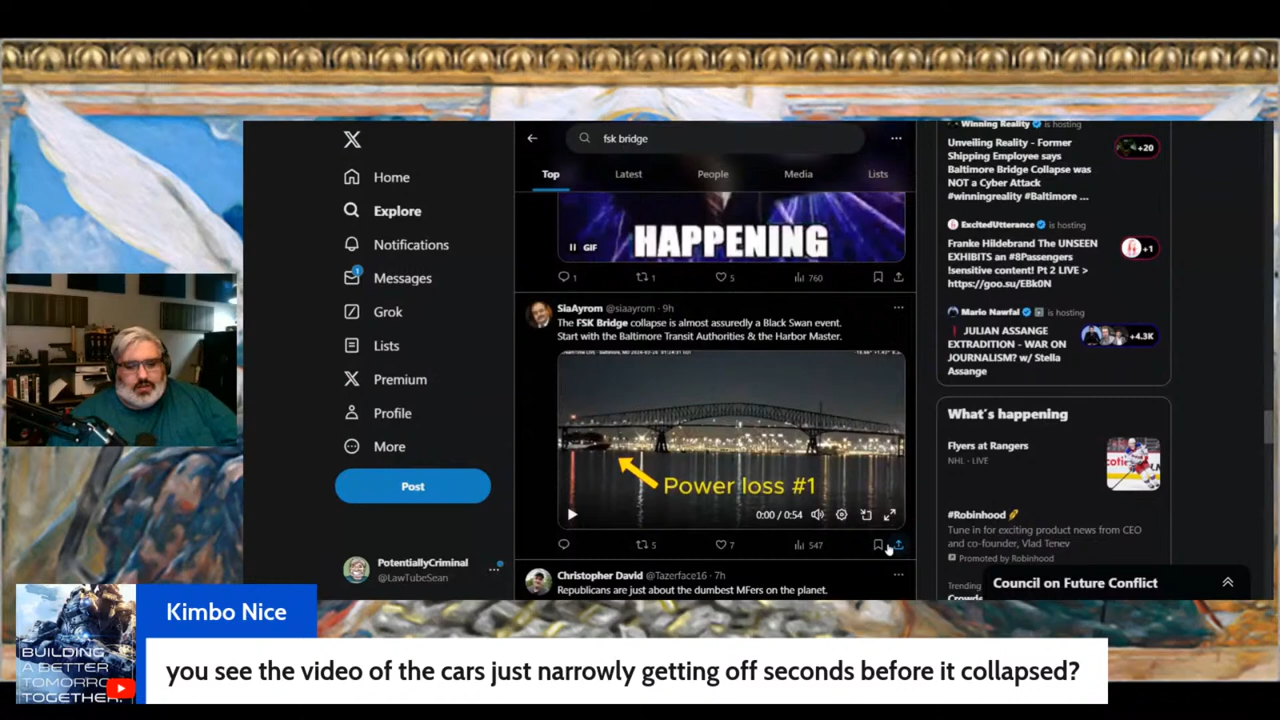 X
fsk bridge
Home
Explore
Notifications
1
Messages
Grok
Lists
Premium
Profile
More
Post
PotentiallyCriminal
@LawTubeSean
Top
Latest
People
Media
Lists
HAPPENING
GIF
1
1
5
760
SiaAyrom @siaayrom · 9h
The FSK Bridge collapse is almost assuredly a Black Swan event.
Start with the Baltimore Transit Authorities & the Harbor Master.
Power loss #1
0:00 / 0:54
5
7
547
Christopher David @Tazerface16 · 7h
Republicans are just about the dumbest MFers on the planet.
Winning Reality is hosting
Unveiling Reality - Former
Shipping Employee says
Baltimore Bridge Collapse was
NOT a Cyber Attack
#winningreality #Baltimore ...
+20
ExcitedUtterance is hosting
Franke Hildebrand The UNSEEN
EXHIBITS an #8Passengers
!sensitive content! Pt 2 LIVE >
https://goo.su/EBk0N
+1
Mario Nawfal is hosting
JULIAN ASSANGE
EXTRADITION - WAR ON
JOURNALISM? w/ Stella
Assange
+4.3K
What's happening
Flyers at Rangers
NHL - LIVE
#Robinhood
Tune in for exciting product news from CEO
and co-founder, Vlad Tenev
Promoted by Robinhood
Trending
Council on Future Conflict
BUILDING
A BETTER
TOMORROW
TOGETHER.
Kimbo Nice
you see the video of the cars just narrowly getting off seconds before it collapsed?